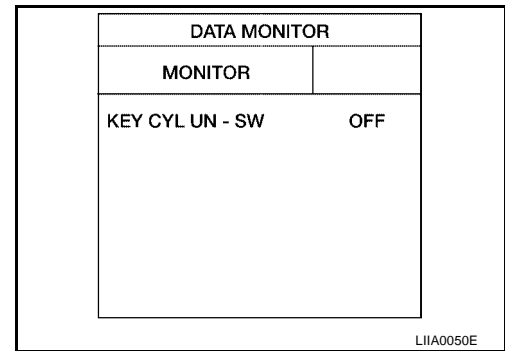 DATA MONITOR
MONITOR
KEY CYL UN - SW OFF
LIIA0050E